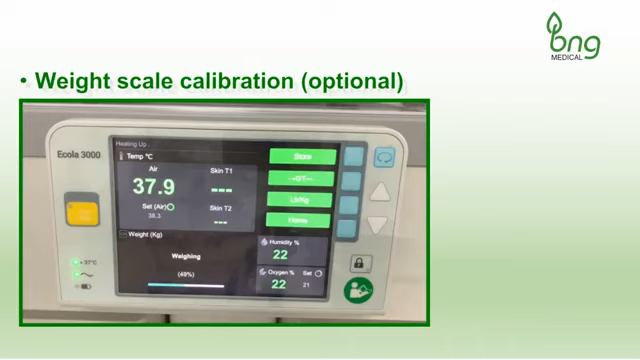 bng
MEDICAL
• Weight scale calibration (optional)
Heating Up
Ecola 3000
Temp °C
Air
37.9
Skin T1
---
Set (Air)
38.3
Skin T2
---
Store
→0/T←
Lb/Kg
Home
Weight (Kg)
Weighing
(49%)
Humidity %
22
Oxygen %
Set
22
21
>37°C